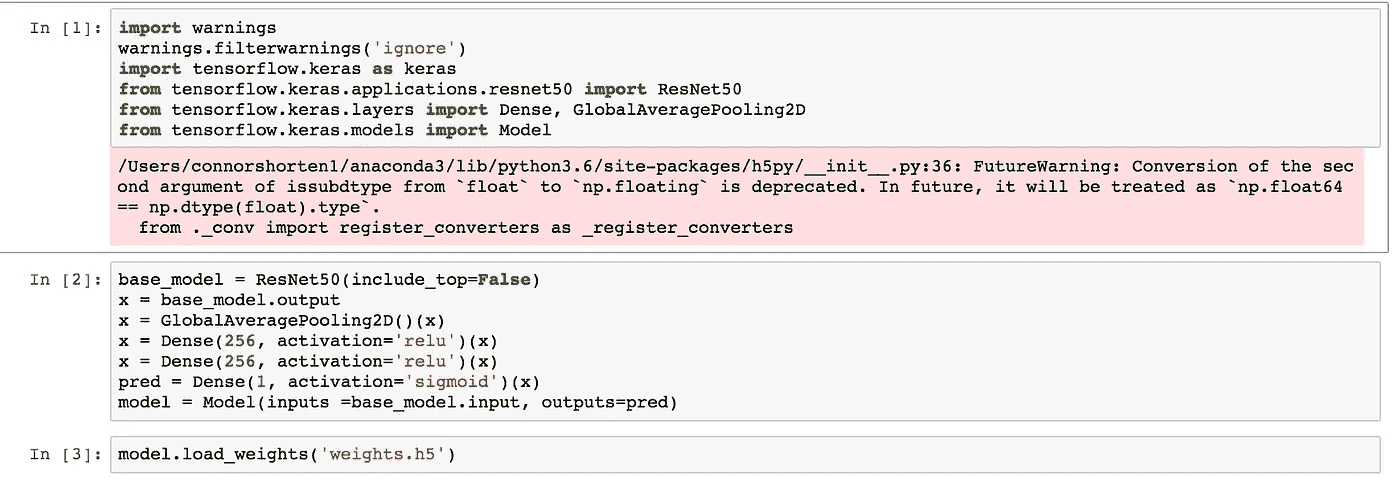 In [1]: import warnings
warnings.filterwarnings('ignore')
import tensorflow.keras as keras
from tensorflow.keras.applications.resnet50 import ResNet50
from tensorflow.keras.layers import Dense, GlobalAveragePooling2D
from tensorflow.keras.models import Model
/Users/connorshorten1/anaconda3/lib/python3.6/site-packages/h5py/__init__.py:36: FutureWarning: Conversion of the sec
ond argument of issubdtype from `float` to `np.floating` is deprecated. In future, it will be treated as `np.float64
== np.dtype(float).type`.
  from ._conv import register_converters as _register_converters
In [2]: base_model = ResNet50(include_top=False)
x = base_model.output
x = GlobalAveragePooling2D()(x)
x = Dense(256, activation='relu')(x)
x = Dense(256, activation='relu')(x)
pred = Dense(1, activation='sigmoid')(x)
model = Model(inputs =base_model.input, outputs=pred)
In [3]: model.load_weights('weights.h5')